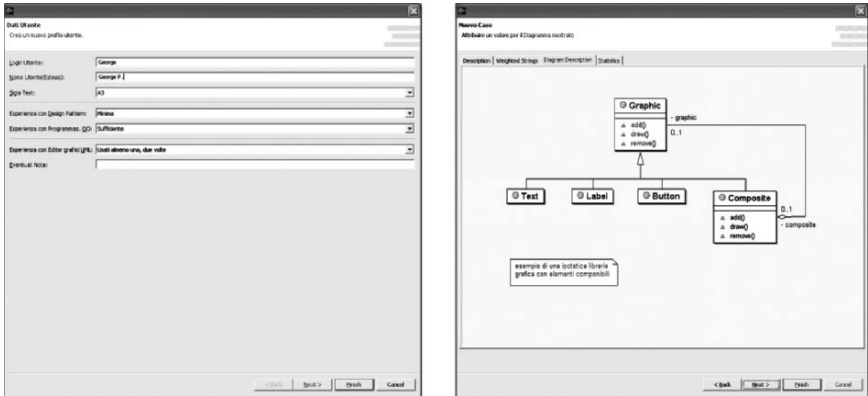 Dati Utente
Crea un nuovo profilo utente.
Login Utente: George
Nome Utente(Esteso): George P.
Sigla Test: A3
Esperienza con Design Pattern: Minima
Esperienza con Programmaz. OO: Sufficiente
Esperienza con Editor grafici UML: Usati almeno una, due volte
Eventuali Note:
< Back Next > Finish Cancel
Nuovo Caso
Attribuire un valore per il Diagramma mostrato
Description Weighted Strings Diagram Description Statistics
Graphic
add()
draw()
remove()
- graphic
0..1
Text
Label
Button
Composite
add()
draw()
remove()
0..1
- composite
esempio di una ipotetica libreria
grafica con elementi componibili
< Back Next > Finish Cancel